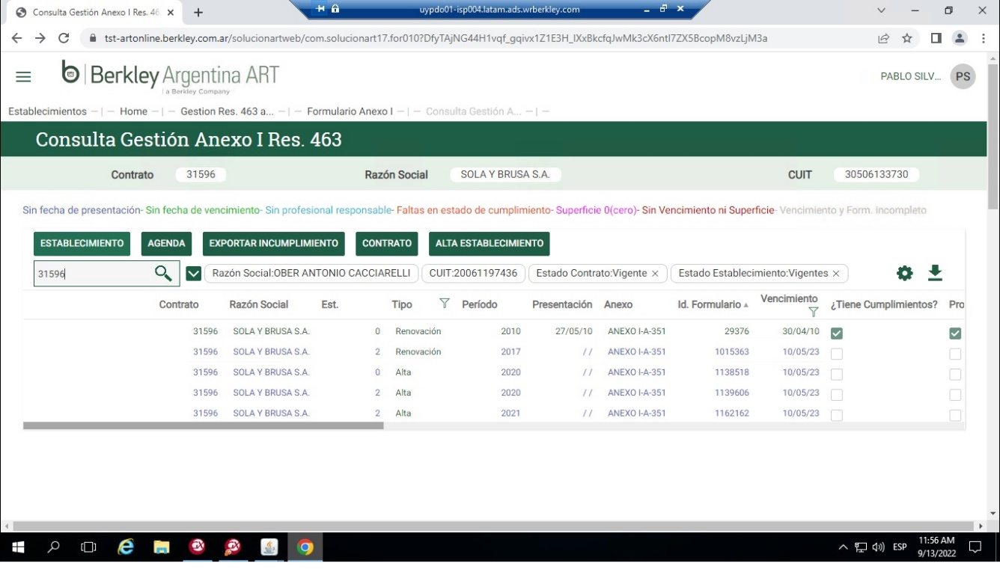 Consulta Gestión Anexo I Res. 46
uypdo01-isp004.latam.ads.wrberkley.com
tst-artonline.berkley.com.ar/solucionartweb/com.solucionart17.for010?DfyTAjNG44H1vqf_gqivx1Z1E3H_IXxBkcfqJwMk3cX6ntI7ZX5BcopM8vzLjM3a
b | Berkley Argentina ART
a Berkley Company
PABLO SILV... PS
Establecimientos — | — Home — | — Gestion Res. 463 a... — | — Formulario Anexo I — | — Consulta Gestión A... — | —
Consulta Gestión Anexo I Res. 463
Contrato 31596 Razón Social SOLA Y BRUSA S.A. CUIT 30506133730
Sin fecha de presentación- Sin fecha de vencimiento- Sin profesional responsable- Faltas en estado de cumplimiento- Superficie 0(cero)- Sin Vencimiento ni Superficie- Vencimiento y Form. incompleto
ESTABLECIMIENTO AGENDA EXPORTAR INCUMPLIMIENTO CONTRATO ALTA ESTABLECIMIENTO
31596 Razón Social:OBER ANTONIO CACCIARELLI CUIT:20061197436 Estado Contrato:Vigente × Estado Establecimiento:Vigentes ×
Contrato Razón Social Est. Tipo Período Presentación Anexo Id. Formulario Vencimiento ¿Tiene Cumplimientos? Pro
31596 SOLA Y BRUSA S.A. 0 Renovación 2010 27/05/10 ANEXO I-A-351 29376 30/04/10
31596 SOLA Y BRUSA S.A. 2 Renovación 2017 / / ANEXO I-A-351 1015363 10/05/23
31596 SOLA Y BRUSA S.A. 0 Alta 2020 / / ANEXO I-A-351 1138518 10/05/23
31596 SOLA Y BRUSA S.A. 2 Alta 2020 / / ANEXO I-A-351 1139606 10/05/23
31596 SOLA Y BRUSA S.A. 2 Alta 2021 / / ANEXO I-A-351 1162162 10/05/23
ESP 11:56 AM
9/13/2022